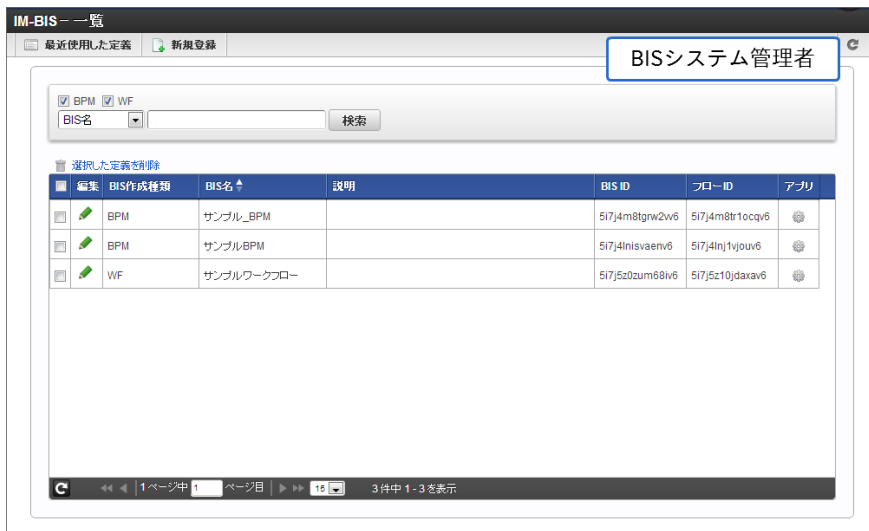 IM-BIS－一覧
最近使用した定義 新規登録
BISシステム管理者
BPM WF
BIS名 検索
選択した定義を削除
編集 BIS作成種類 BIS名 説明 BIS ID フローID アプリ
BPM サンプル_BPM 5i7j4m8tgrw2vv6 5i7j4m8tr1ocqv6
BPM サンプルBPM 5i7j4lnisvaenv6 5i7j4lnj1vjouv6
WF サンプルワークフロー 5i7j5z0zum68iv6 5i7j5z10jdaxav6
1ページ中 1 ページ目 15 3件中 1 - 3 を表示